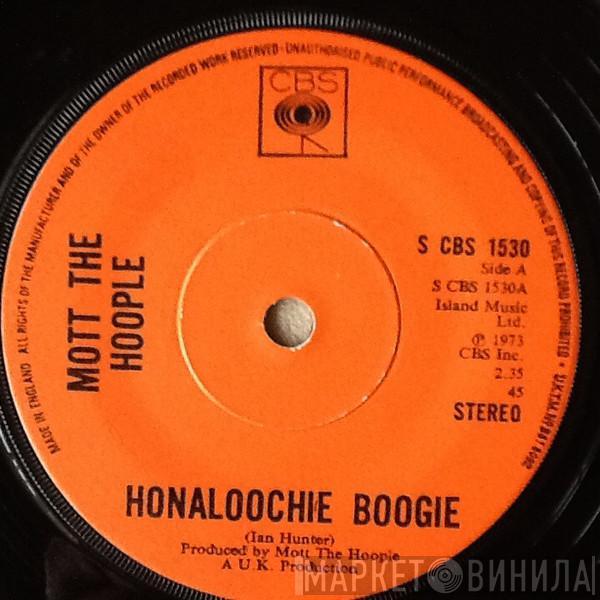 MADE IN ENGLAND ALL RIGHTS OF THE MANUFACTURER AND OF THE OWNER OF THE RECORDED WORK RESERVED · UNAUTHORISED PUBLIC PERFORMANCE BROADCASTING AND COPYING OF THIS RECORD PROHIBITED · U.K.T.M. NO
CBS
MOTT THE
HOOPLE
S CBS 1530
Side A
S CBS 1530A
Island Music
Ltd.
℗ 1973
CBS Inc.
2.35
45
STEREO
HONALOOCHIE BOOGIE
(Ian Hunter)
Produced by Mott The Hoople
A U.K. Production
МАРКЕТ ВИНИЛА